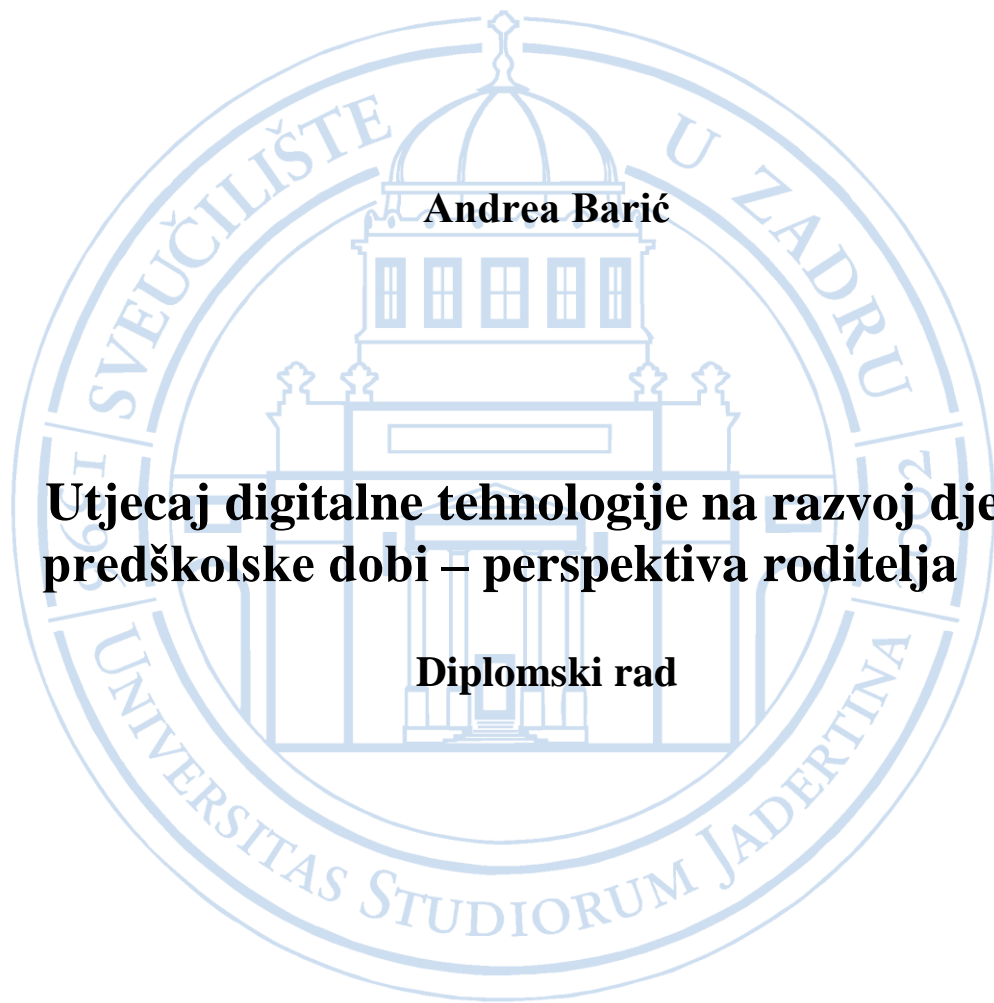 SVEUČILIŠTE U ZADRU
Andrea Barić
Utjecaj digitalne tehnologije na razvoj dje
predškolske dobi – perspektiva roditelja
Diplomski rad
UNIVERSITAS STUDIORUM JADERTINA